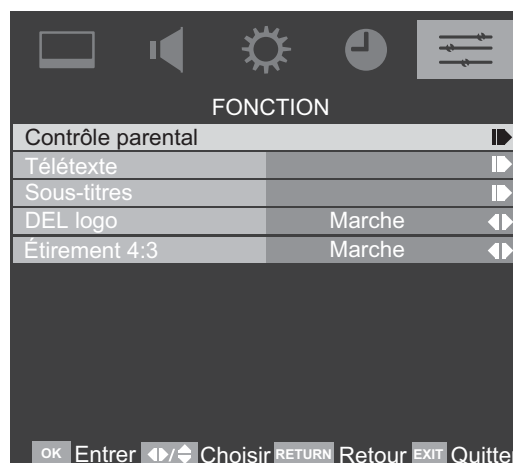 FONCTION
Contrôle parental
Télétexte
Sous-titres
DEL logo Marche
Étirement 4:3 Marche
OK Entrer / Choisir RETURN Retour EXIT Quitter